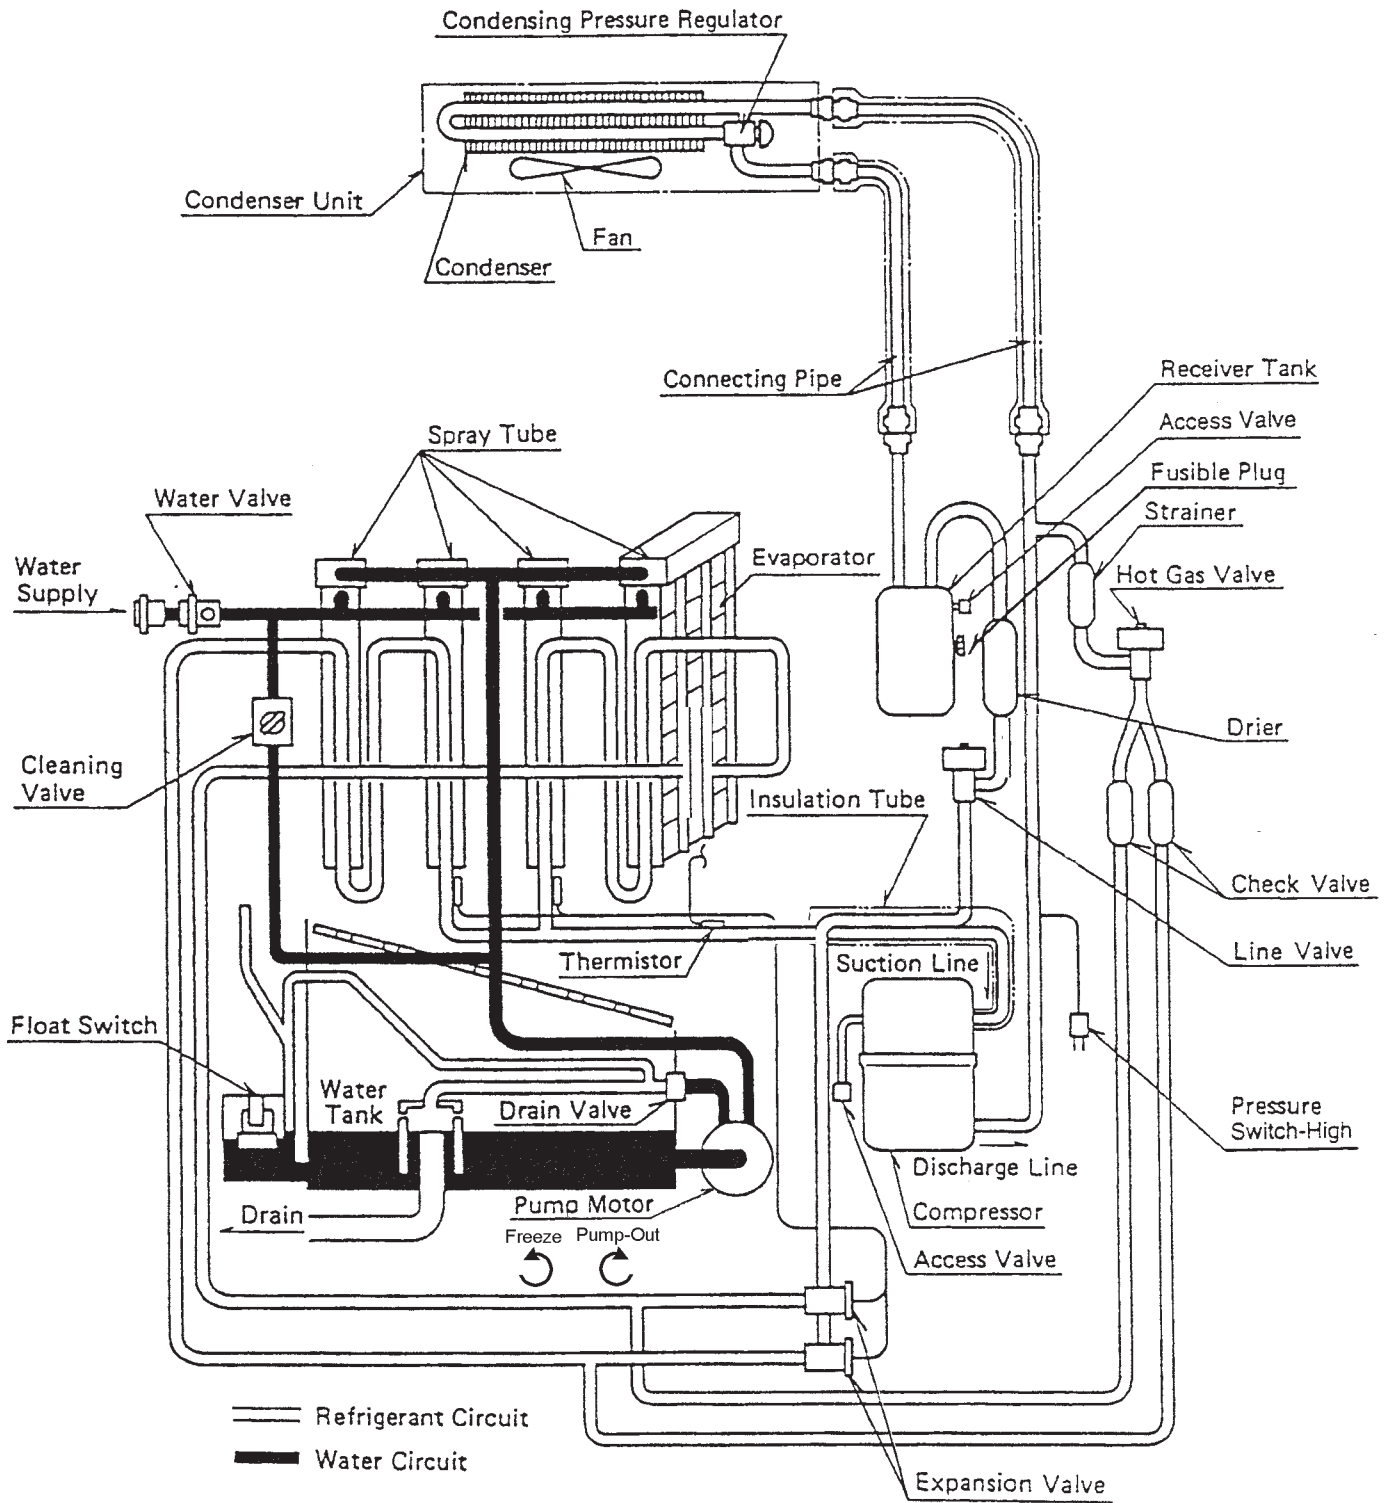 Condensing Pressure Regulator
Condenser Unit
Fan
Condenser
Connecting Pipe
Receiver Tank
Access Valve
Fusible Plug
Strainer
Hot Gas Valve
Spray Tube
Water Valve
Water
Supply
Evaporator
Drier
Cleaning
Valve
Insulation Tube
Check Valve
Line Valve
Thermistor
Suction Line
Float Switch
Water
Tank
Drain Valve
Pressure
Switch-High
Discharge Line
Drain
Pump Motor
Compressor
Freeze
Pump-Out
Access Valve
Refrigerant Circuit
Water Circuit
Expansion Valve